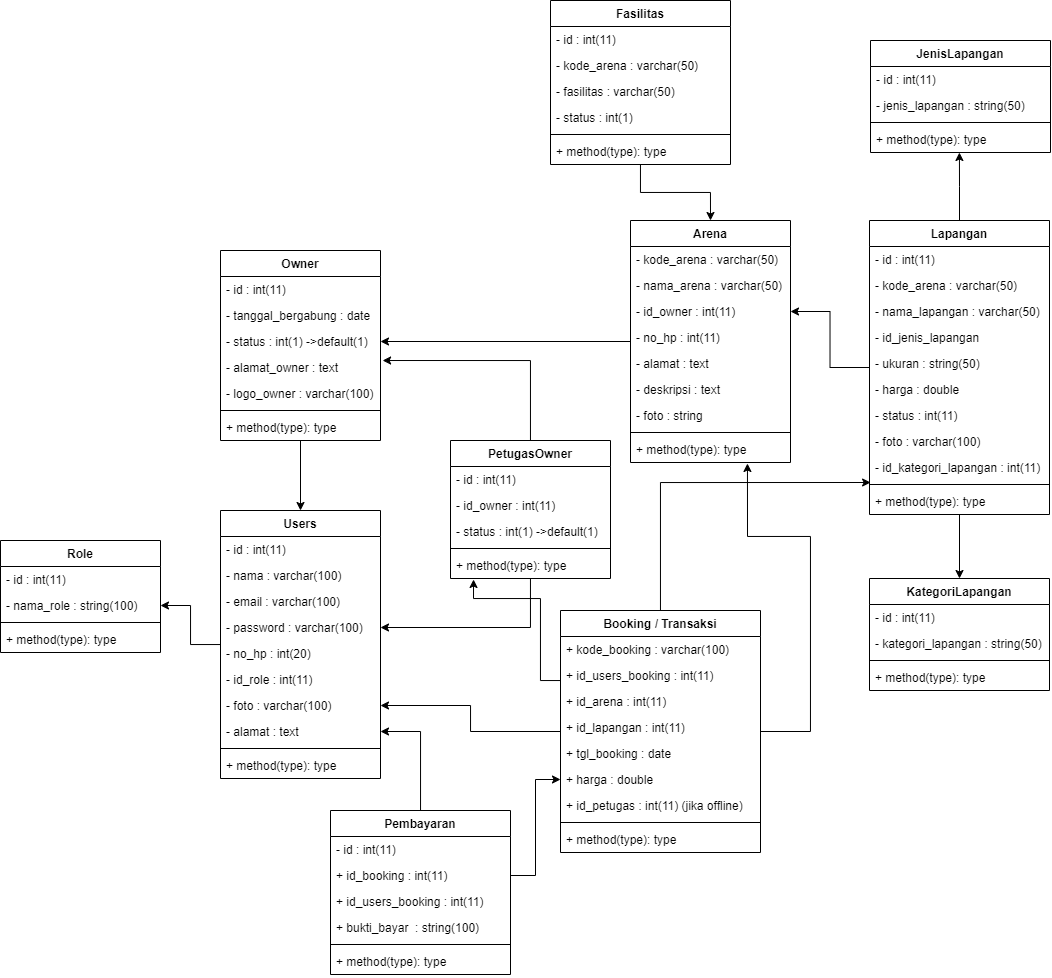 Fasilitas
- id : int(11)
- kode_arena : varchar(50)
- fasilitas : varchar(50)
- status : int(1)
+ method(type): type
JenisLapangan
- id : int(11)
- jenis_lapangan : string(50)
+ method(type): type
Arena
- kode_arena : varchar(50)
- nama_arena : varchar(50)
- id_owner : int(11)
- no_hp : int(11)
- alamat : text
- deskripsi : text
- foto : string
+ method(type): type
Lapangan
- id : int(11)
- kode_arena : varchar(50)
- nama_lapangan : varchar(50)
- id_jenis_lapangan
- ukuran : string(50)
- harga : double
- status : int(11)
- foto : varchar(100)
- id_kategori_lapangan : int(11)
+ method(type): type
Owner
- id : int(11)
- tanggal_bergabung : date
- status : int(1) ->default(1)
- alamat_owner : text
- logo_owner : varchar(100)
+ method(type): type
PetugasOwner
- id : int(11)
- id_owner : int(11)
- status : int(1) ->default(1)
+ method(type): type
Users
- id : int(11)
- nama : varchar(100)
- email : varchar(100)
- password : varchar(100)
- no_hp : int(20)
- id_role : int(11)
- foto : varchar(100)
- alamat : text
+ method(type): type
Role
- id : int(11)
- nama_role : string(100)
+ method(type): type
KategoriLapangan
- id : int(11)
- kategori_lapangan : string(50)
+ method(type): type
Booking / Transaksi
+ kode_booking : varchar(100)
+ id_users_booking : int(11)
+ id_arena : int(11)
+ id_lapangan : int(11)
+ tgl_booking : date
+ harga : double
+ id_petugas : int(11) (jika offline)
+ method(type): type
Pembayaran
- id : int(11)
+ id_booking : int(11)
+ id_users_booking : int(11)
+ bukti_bayar : string(100)
+ method(type): type